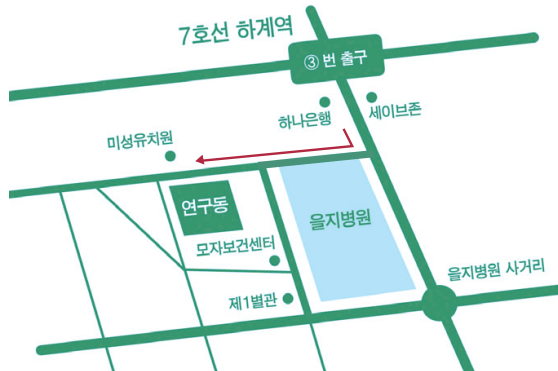 7호선 하계역
③ 번 출구
하나은행
세이브존
미성유치원
연구동
을지병원
모자보건센터
을지병원 사거리
제1별관